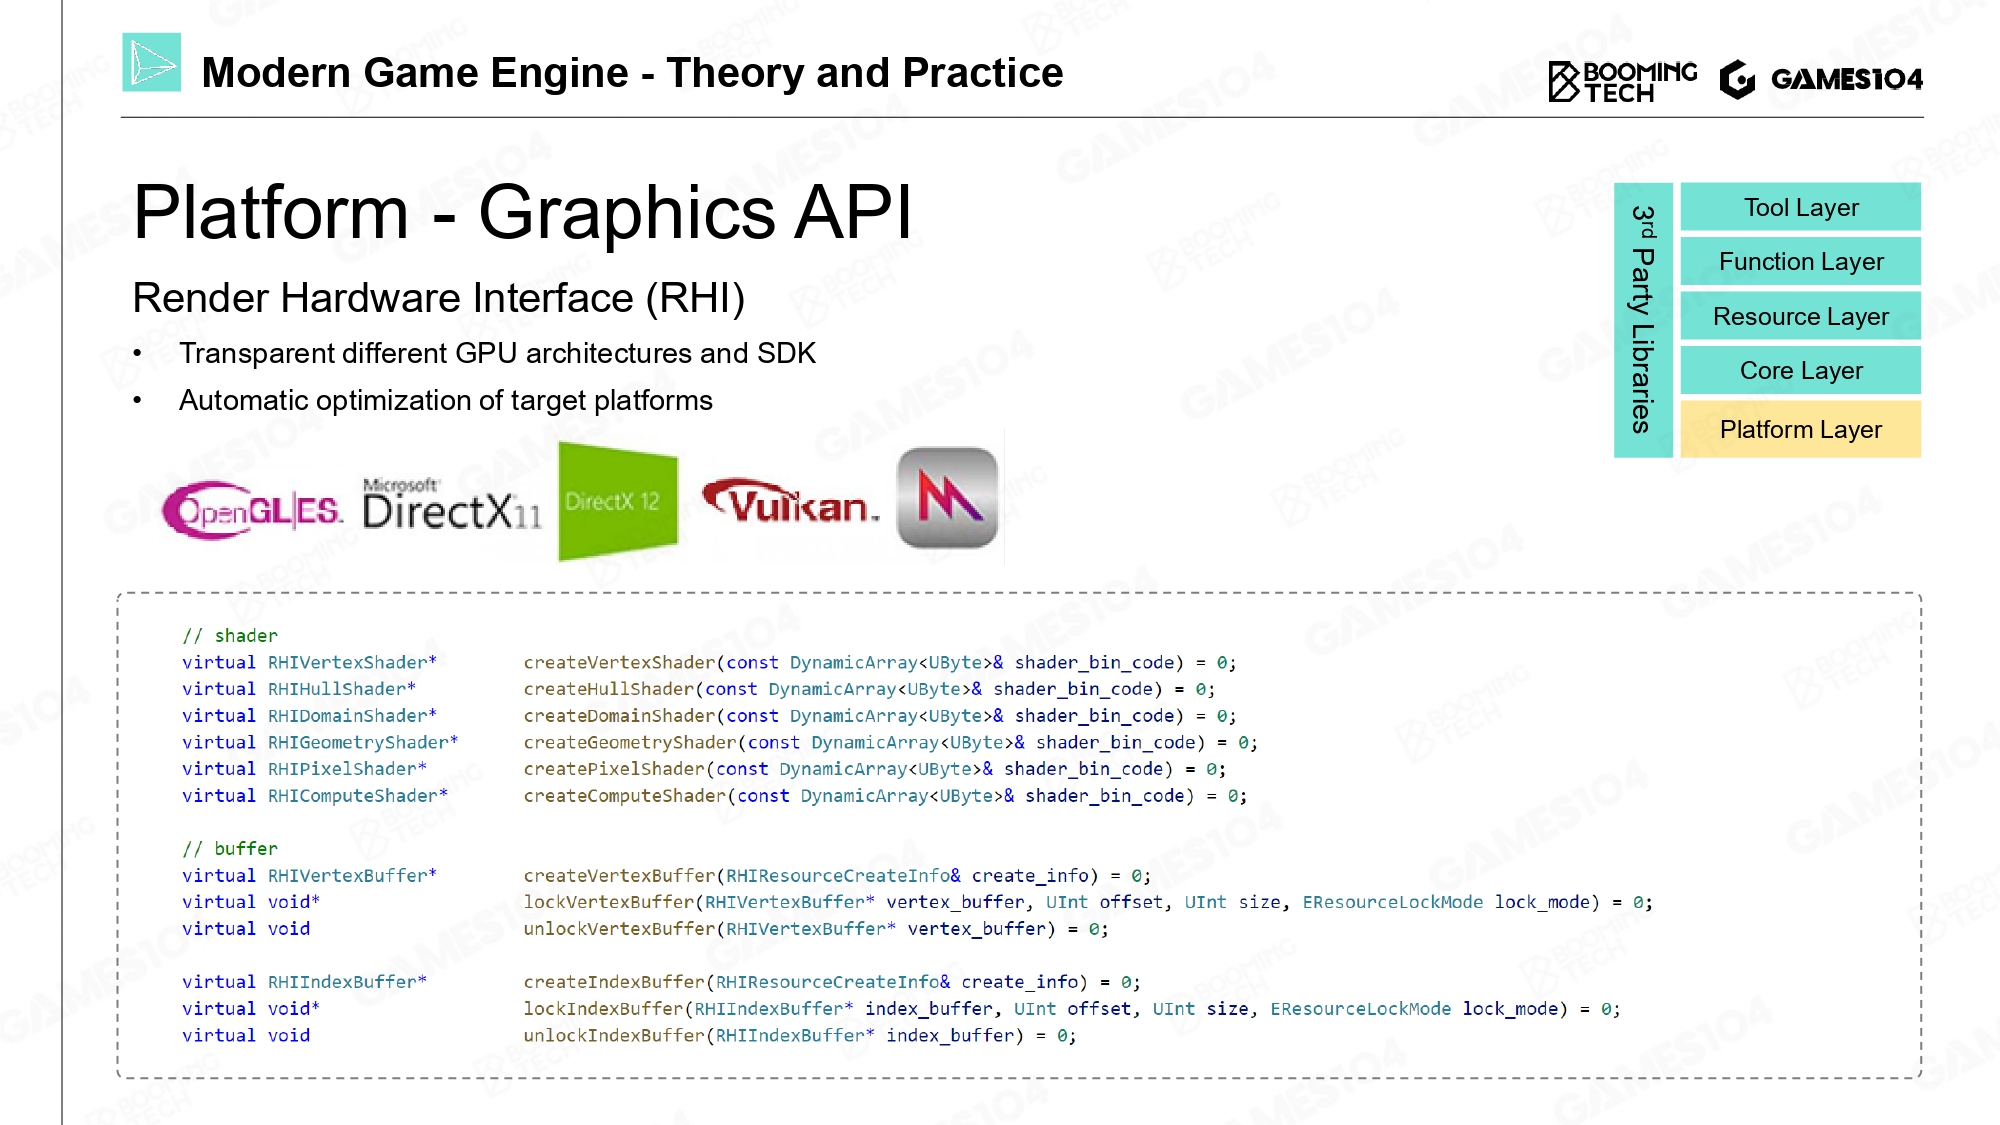 Modern Game Engine - Theory and Practice
BOOMING
TECH
GAMES104
Platform - Graphics API
Render Hardware Interface (RHI)
• Transparent different GPU architectures and SDK
• Automatic optimization of target platforms
OpenGL|ES™
Microsoft®
DirectX®11
DirectX 12
Vulkan™
3rd Party Libraries
Tool Layer
Function Layer
Resource Layer
Core Layer
Platform Layer
// shader
virtual RHIVertexShader* createVertexShader(const DynamicArray<UByte>& shader_bin_code) = 0;
virtual RHIHullShader* createHullShader(const DynamicArray<UByte>& shader_bin_code) = 0;
virtual RHIDomainShader* createDomainShader(const DynamicArray<UByte>& shader_bin_code) = 0;
virtual RHIGeometryShader* createGeometryShader(const DynamicArray<UByte>& shader_bin_code) = 0;
virtual RHIPixelShader* createPixelShader(const DynamicArray<UByte>& shader_bin_code) = 0;
virtual RHIComputeShader* createComputeShader(const DynamicArray<UByte>& shader_bin_code) = 0;
// buffer
virtual RHIVertexBuffer* createVertexBuffer(RHIResourceCreateInfo& create_info) = 0;
virtual void* lockVertexBuffer(RHIVertexBuffer* vertex_buffer, UInt offset, UInt size, EResourceLockMode lock_mode) = 0;
virtual void unlockVertexBuffer(RHIVertexBuffer* vertex_buffer) = 0;
virtual RHIIndexBuffer* createIndexBuffer(RHIResourceCreateInfo& create_info) = 0;
virtual void* lockIndexBuffer(RHIIndexBuffer* index_buffer, UInt offset, UInt size, EResourceLockMode lock_mode) = 0;
virtual void unlockIndexBuffer(RHIIndexBuffer* index_buffer) = 0;